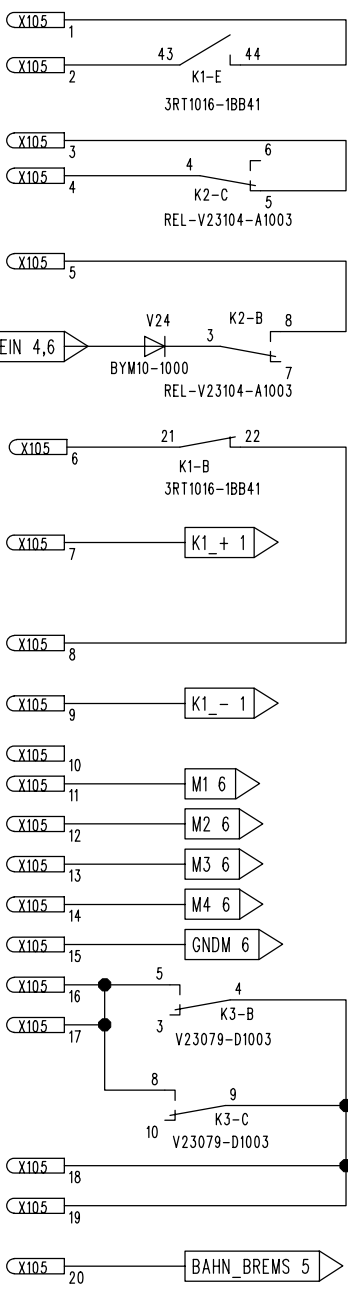 X105
1
X105
2
43
44
K1-E
3RT1016-1BB41
X105
3
X105
4
4
6
5
K2-C
REL-V23104-A1003
X105
5
EIN 4,6
V24
BYM10-1000
3
K2-B
8
7
REL-V23104-A1003
X105
6
21
22
K1-B
3RT1016-1BB41
X105
7
K1_+ 1
X105
8
X105
9
K1_- 1
X105
10
X105
11
M1 6
X105
12
M2 6
X105
13
M3 6
X105
14
M4 6
X105
15
GNDM 6
X105
16
5
4
3
K3-B
V23079-D1003
X105
17
8
9
10
K3-C
V23079-D1003
X105
18
X105
19
X105
20
BAHN_BREMS 5